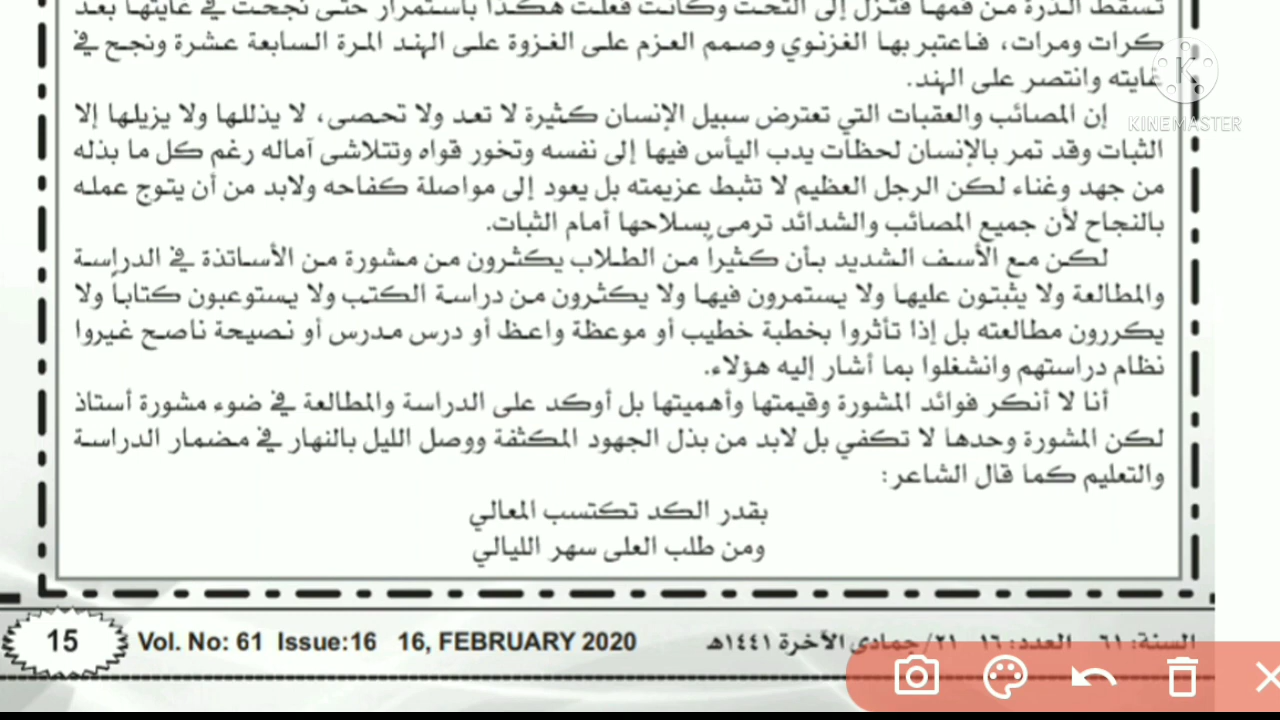 تسقط الذرة من فمها فتنزل إلى التحت وكانت فعلت هكذا باستمرار حتى نجحت في غايتها بعد
كرات ومرات، فاعتبر بها الغزنوي وصمم العزم على الغزوة على الهند المرة السابعة عشرة ونجح في
غايته وانتصر على الهند.
إن المصائب والعقبات التي تعترض سبيل الإنسان كثيرة لا تعد ولا تحصى، لا يذللها ولا يزيلها إلا
الثبات وقد تمر بالإنسان لحظات يدب اليأس فيها إلى نفسه وتخور قواه وتتلاشى آماله رغم كل ما بذله
من جهد وغناء لكن الرجل العظيم لا تثبط عزيمته بل يعود إلى مواصلة كفاحه ولابد من أن يتوج عمله
بالنجاح لأن جميع المصائب والشدائد ترمى بسلاحها أمام الثبات.
لكن مع الأسف الشديد بأن كثيراً من الطلاب يكثرون من مشورة من الأساتذة في الدراسة
والمطالعة ولا يثبتون عليها ولا يستمرون فيها ولا يكثرون من دراسة الكتب ولا يستوعبون كتاباً ولا
يكررون مطالعته بل إذا تأثروا بخطبة خطيب أو موعظة واعظ أو درس مدرس أو نصيحة ناصح غيروا
نظام دراستهم وانشغلوا بما أشار إليه هؤلاء.
أنا لا أنكر فوائد المشورة وقيمتها وأهميتها بل أوكد على الدراسة والمطالعة في ضوء مشورة أستاذ
لكن المشورة وحدها لا تكفي بل لابد من بذل الجهود المكثفة ووصل الليل بالنهار في مضمار الدراسة
والتعليم كما قال الشاعر:
بقدر الكد تكتسب المعالي
ومن طلب العلى سهر الليالي
السنة: ٦١ العدد: ١٦ ٢١/ جمادى الآخرة ١٤٤١هـ
15 Vol. No: 61 Issue:16 16, FEBRUARY 2020
K
KINEMASTER